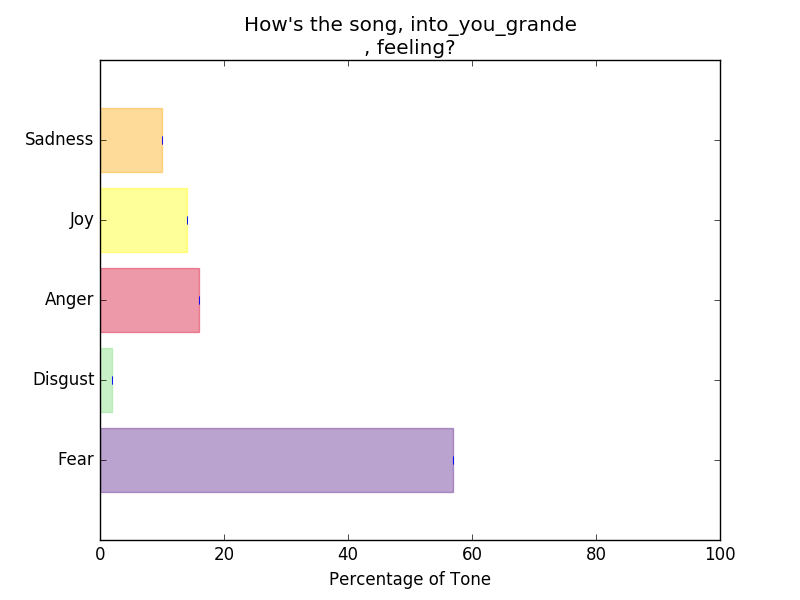 How's the song, into_you_grande
, feeling?
Sadness
Joy
Anger
Disgust
Fear
0 20 40 60 80 100
Percentage of Tone